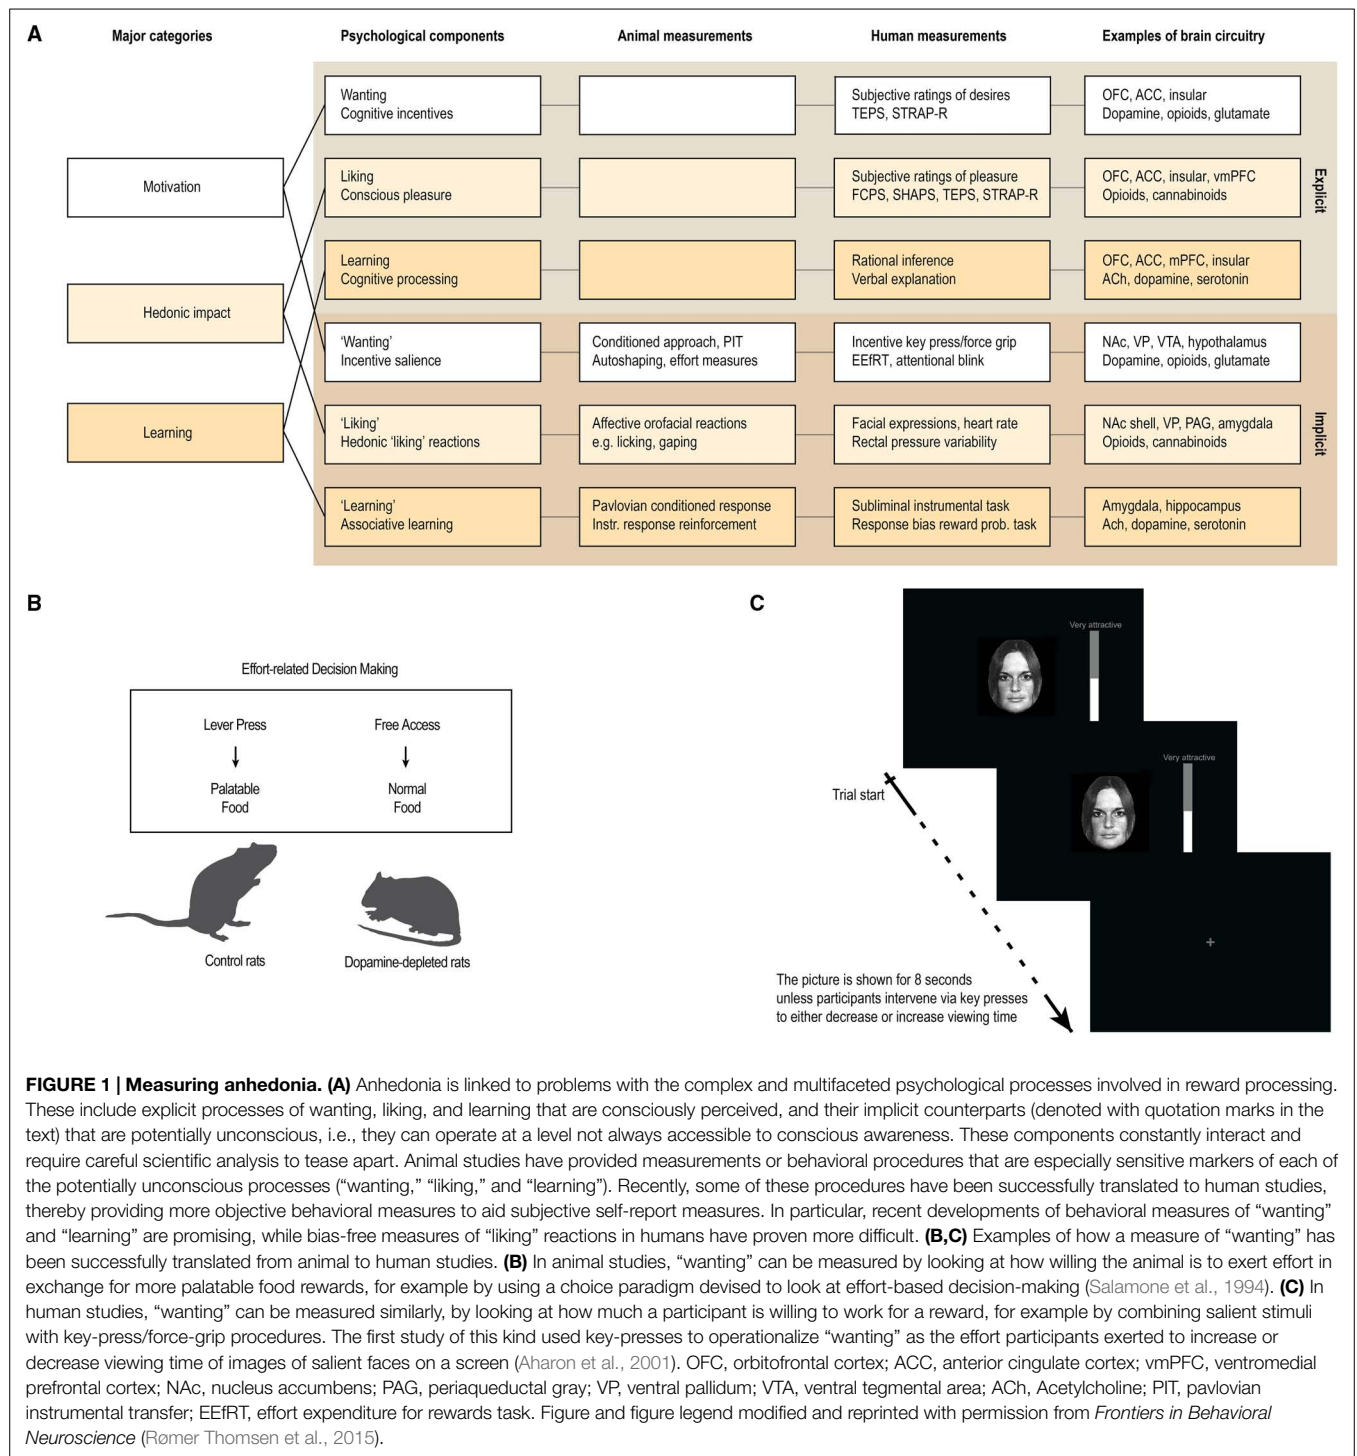 A
Major categories
Psychological components
Animal measurements
Human measurements
Examples of brain circuitry
Wanting
Cognitive incentives
Subjective ratings of desires
TEPS, STRAP-R
OFC, ACC, insular
Dopamine, opioids, glutamate
Motivation
Liking
Conscious pleasure
Subjective ratings of pleasure
FCPS, SHAPS, TEPS, STRAP-R
OFC, ACC, insular, vmPFC
Opioids, cannabinoids
Explicit
Learning
Cognitive processing
Rational inference
Verbal explanation
OFC, ACC, mPFC, insular
ACh, dopamine, serotonin
Hedonic impact
‘Wanting’
Incentive salience
Conditioned approach, PIT
Autoshaping, effort measures
Incentive key press/force grip
EEfRT, attentional blink
NAc, VP, VTA, hypothalamus
Dopamine, opioids, glutamate
Learning
‘Liking’
Hedonic ‘liking’ reactions
Affective orofacial reactions
e.g. licking, gaping
Facial expressions, heart rate
Rectal pressure variability
NAc shell, VP, PAG, amygdala
Opioids, cannabinoids
Implicit
‘Learning’
Associative learning
Pavlovian conditioned response
Instr. response reinforcement
Subliminal instrumental task
Response bias reward prob. task
Amygdala, hippocampus
Ach, dopamine, serotonin
B
Effort-related Decision Making
Lever Press
Free Access
Palatable
Food
Normal
Food
Control rats
Dopamine-depleted rats
C
Very attractive
Very attractive
Trial start
+
The picture is shown for 8 seconds
unless participants intervene via key presses
to either decrease or increase viewing time
FIGURE 1 | Measuring anhedonia. (A) Anhedonia is linked to problems with the complex and multifaceted psychological processes involved in reward processing.
These include explicit processes of wanting, liking, and learning that are consciously perceived, and their implicit counterparts (denoted with quotation marks in the
text) that are potentially unconscious, i.e., they can operate at a level not always accessible to conscious awareness. These components constantly interact and
require careful scientific analysis to tease apart. Animal studies have provided measurements or behavioral procedures that are especially sensitive markers of each of
the potentially unconscious processes (“wanting,” “liking,” and “learning”). Recently, some of these procedures have been successfully translated to human studies,
thereby providing more objective behavioral measures to aid subjective self-report measures. In particular, recent developments of behavioral measures of “wanting”
and “learning” are promising, while bias-free measures of “liking” reactions in humans have proven more difficult. (B,C) Examples of how a measure of “wanting” has
been successfully translated from animal to human studies. (B) In animal studies, “wanting” can be measured by looking at how willing the animal is to exert effort in
exchange for more palatable food rewards, for example by using a choice paradigm devised to look at effort-based decision-making (Salamone et al., 1994). (C) In
human studies, “wanting” can be measured similarly, by looking at how much a participant is willing to work for a reward, for example by combining salient stimuli
with key-press/force-grip procedures. The first study of this kind used key-presses to operationalize “wanting” as the effort participants exerted to increase or
decrease viewing time of images of salient faces on a screen (Aharon et al., 2001). OFC, orbitofrontal cortex; ACC, anterior cingulate cortex; vmPFC, ventromedial
prefrontal cortex; NAc, nucleus accumbens; PAG, periaqueductal gray; VP, ventral pallidum; VTA, ventral tegmental area; ACh, Acetylcholine; PIT, pavlovian
instrumental transfer; EEfRT, effort expenditure for rewards task. Figure and figure legend modified and reprinted with permission from Frontiers in Behavioral
Neuroscience (Rømer Thomsen et al., 2015).